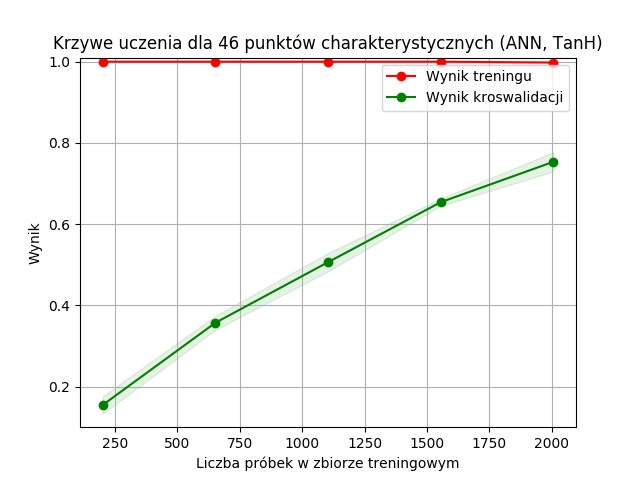 Krzywe uczenia dla 46 punktów charakterystycznych (ANN, TanH)
1.0
Wynik treningu
Wynik kroswalidacji
0.8
0.6
Wynik
0.4
0.2
250 500 750 1000 1250 1500 1750 2000
Liczba próbek w zbiorze treningowym